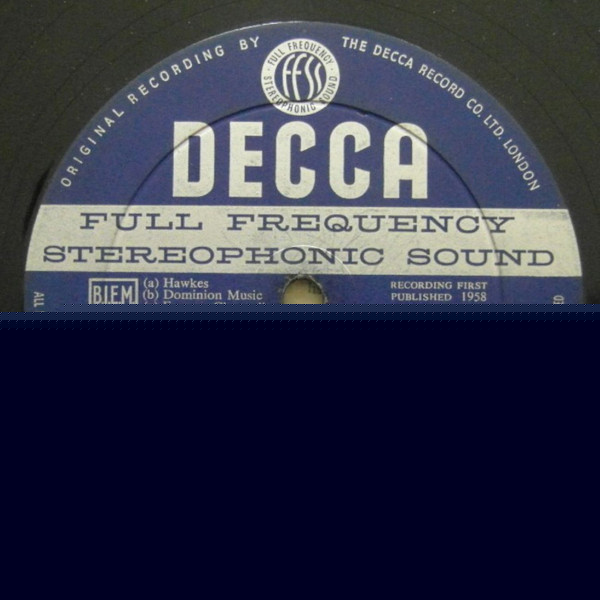 ORIGINAL RECORDING BY
THE DECCA RECORD CO. LTD. LONDON
FULL FREQUENCY
STEREOPHONIC SOUND
FFSS
DECCA
FULL FREQUENCY
STEREOPHONIC SOUND
B.I.E.M
(a) Hawkes
(b) Dominion Music
RECORDING FIRST
PUBLISHED 1958
ALL